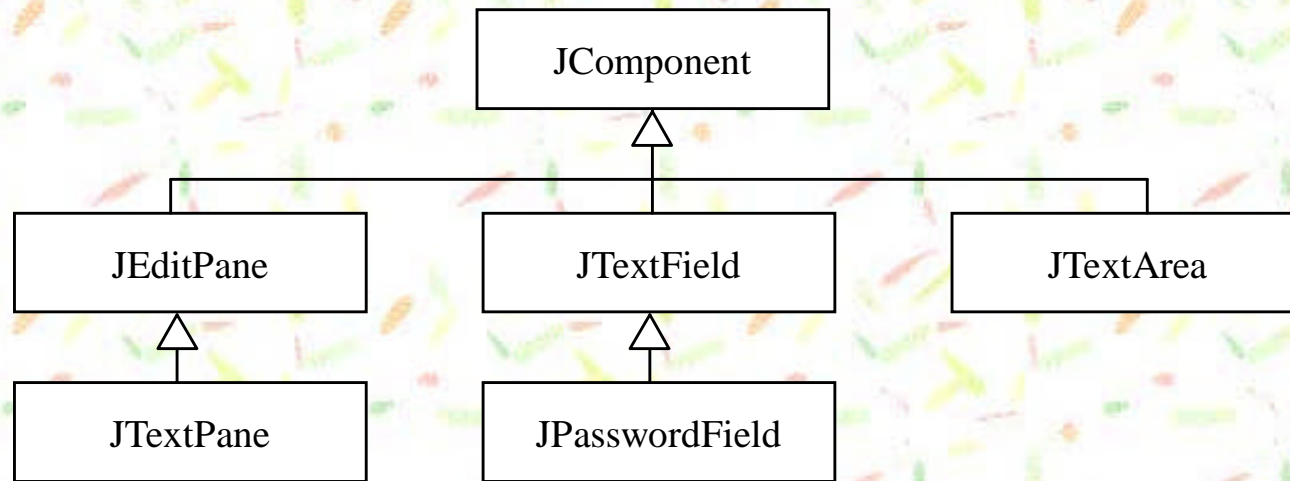 JComponent
JEditPane
JTextField
JTextArea
JTextPane
JPasswordField